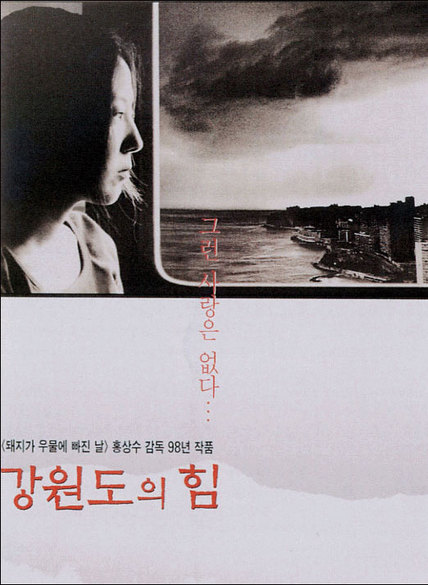 그런 사랑은 없다...
<돼지가 우물에 빠진 날> 홍상수 감독 98년 작품
강원도의 힘